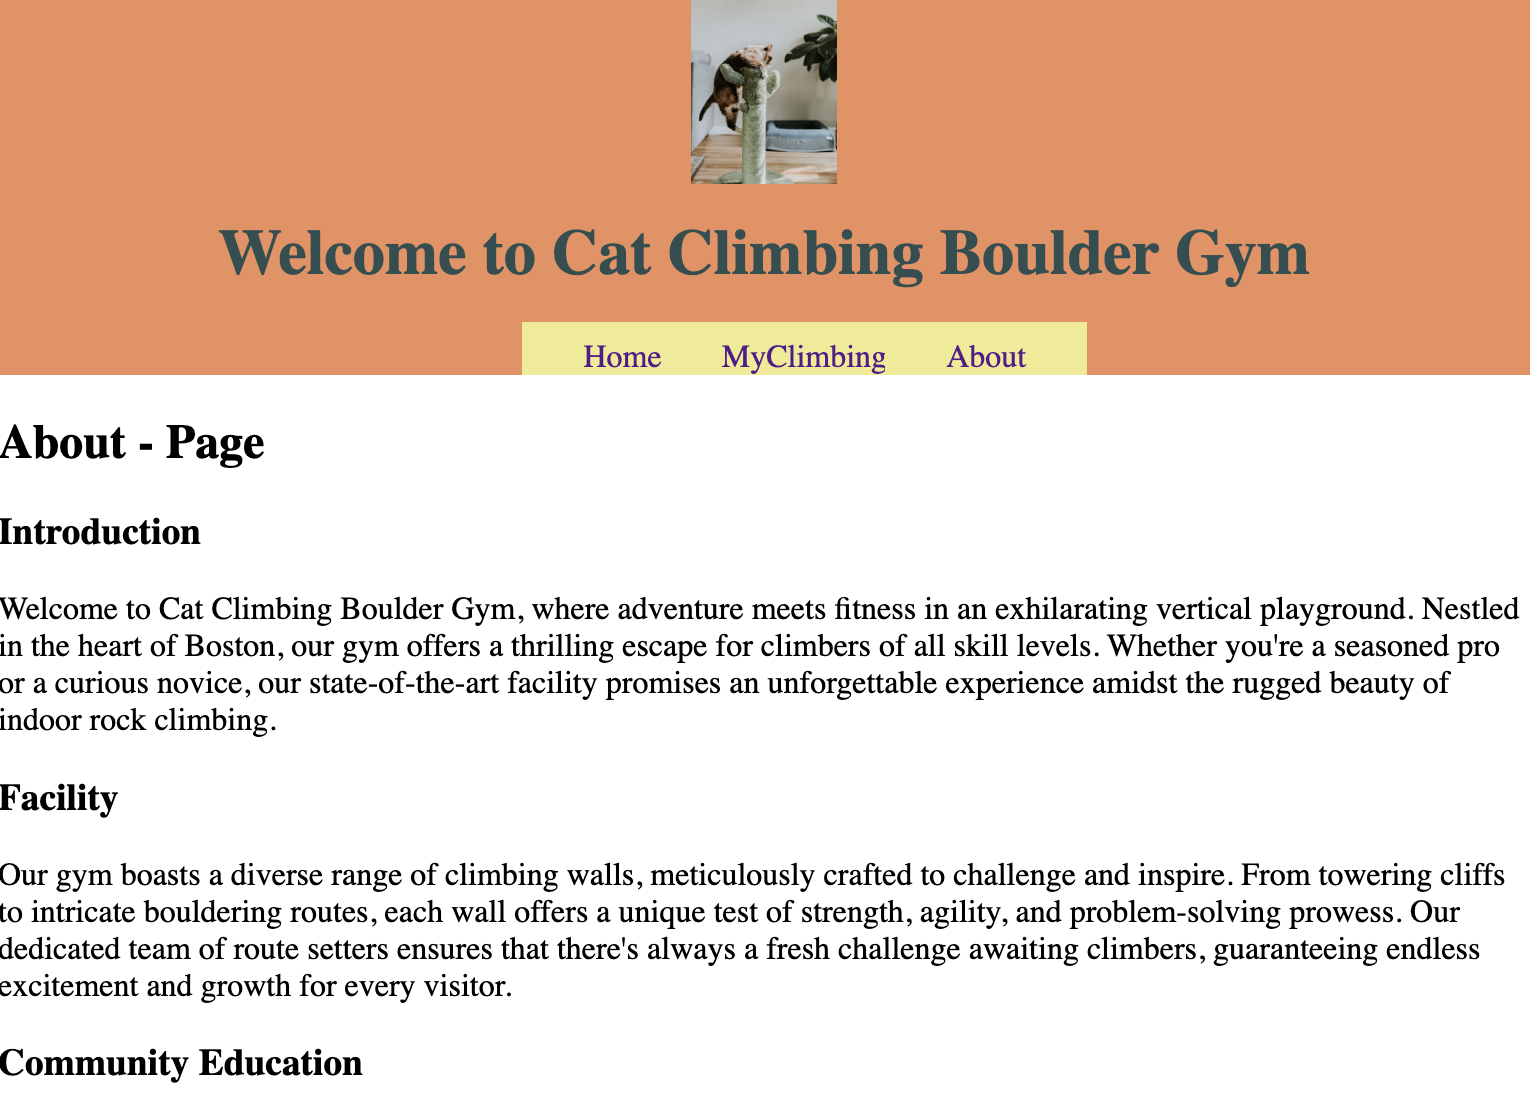 Welcome to Cat Climbing Boulder Gym
Home MyClimbing About
About - Page
Introduction
Welcome to Cat Climbing Boulder Gym, where adventure meets fitness in an exhilarating vertical playground. Nestled
in the heart of Boston, our gym offers a thrilling escape for climbers of all skill levels. Whether you're a seasoned pro
or a curious novice, our state-of-the-art facility promises an unforgettable experience amidst the rugged beauty of
indoor rock climbing.
Facility
Our gym boasts a diverse range of climbing walls, meticulously crafted to challenge and inspire. From towering cliffs
to intricate bouldering routes, each wall offers a unique test of strength, agility, and problem-solving prowess. Our
dedicated team of route setters ensures that there's always a fresh challenge awaiting climbers, guaranteeing endless
excitement and growth for every visitor.
Community Education